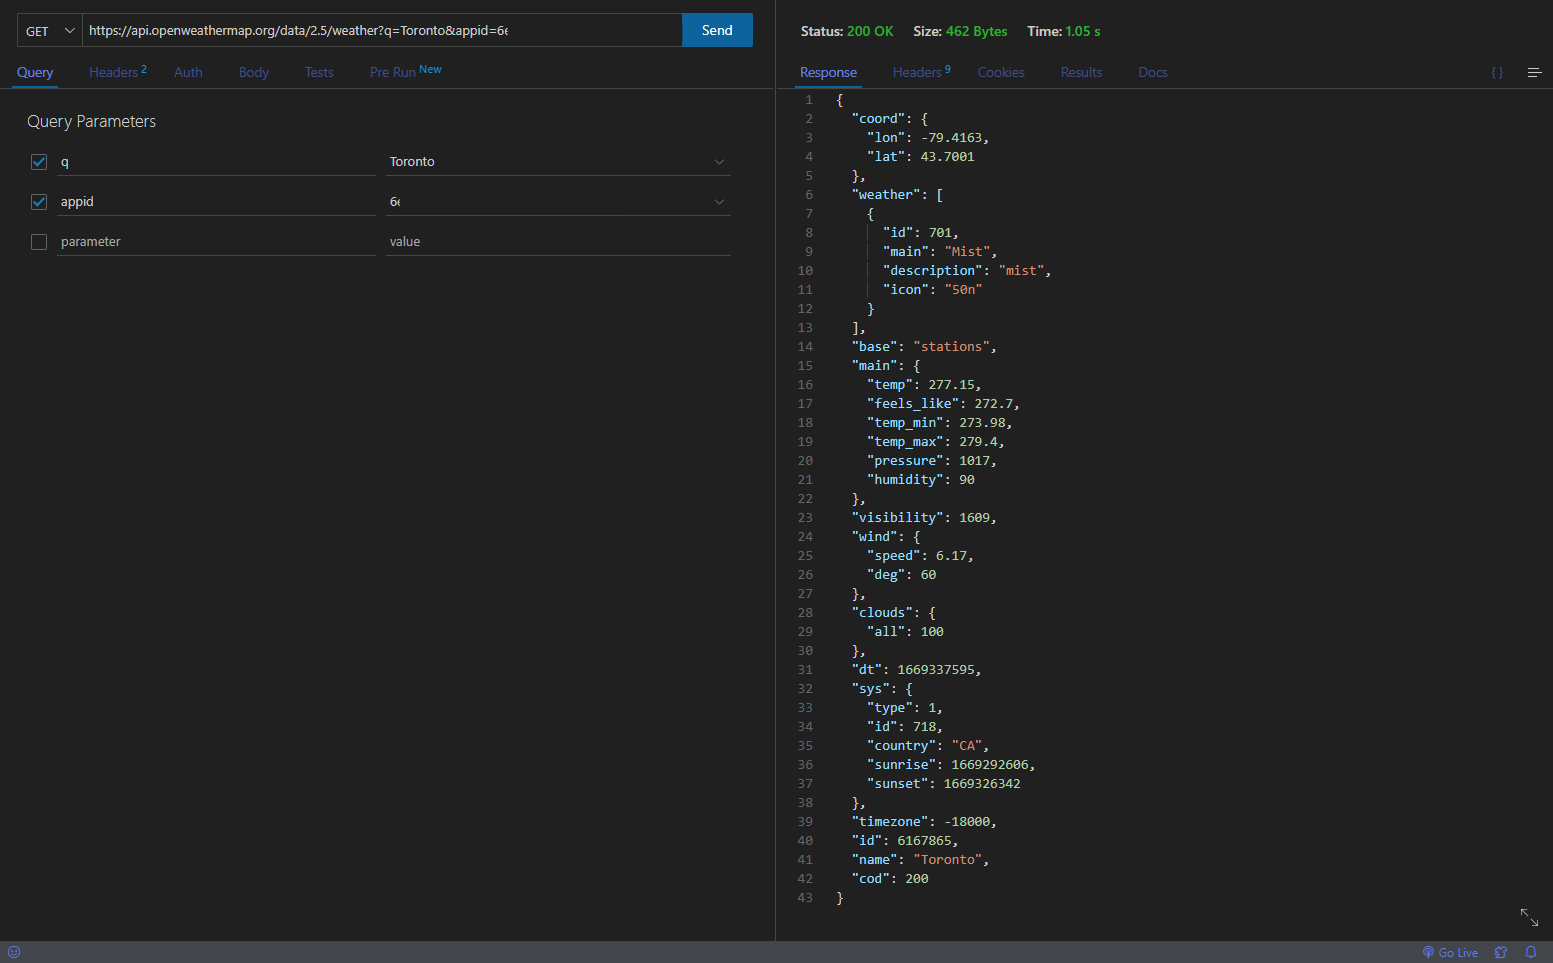 GET
https://api.openweathermap.org/data/2.5/weather?q=Toronto&appid=6e
Send
Query
Headers 2
Auth
Body
Tests
Pre Run New
Query Parameters
q Toronto
appid 6e
parameter value
Status: 200 OK Size: 462 Bytes Time: 1.05 s
Response
Headers 9
Cookies
Results
Docs
{ }
1 {
2 "coord": {
3 "lon": -79.4163,
4 "lat": 43.7001
5 },
6 "weather": [
7 {
8 "id": 701,
9 "main": "Mist",
10 "description": "mist",
11 "icon": "50n"
12 }
13 ],
14 "base": "stations",
15 "main": {
16 "temp": 277.15,
17 "feels_like": 272.7,
18 "temp_min": 273.98,
19 "temp_max": 279.4,
20 "pressure": 1017,
21 "humidity": 90
22 },
23 "visibility": 1609,
24 "wind": {
25 "speed": 6.17,
26 "deg": 60
27 },
28 "clouds": {
29 "all": 100
30 },
31 "dt": 1669337595,
32 "sys": {
33 "type": 1,
34 "id": 718,
35 "country": "CA",
36 "sunrise": 1669292606,
37 "sunset": 1669326342
38 },
39 "timezone": -18000,
40 "id": 6167865,
41 "name": "Toronto",
42 "cod": 200
43 }
Go Live